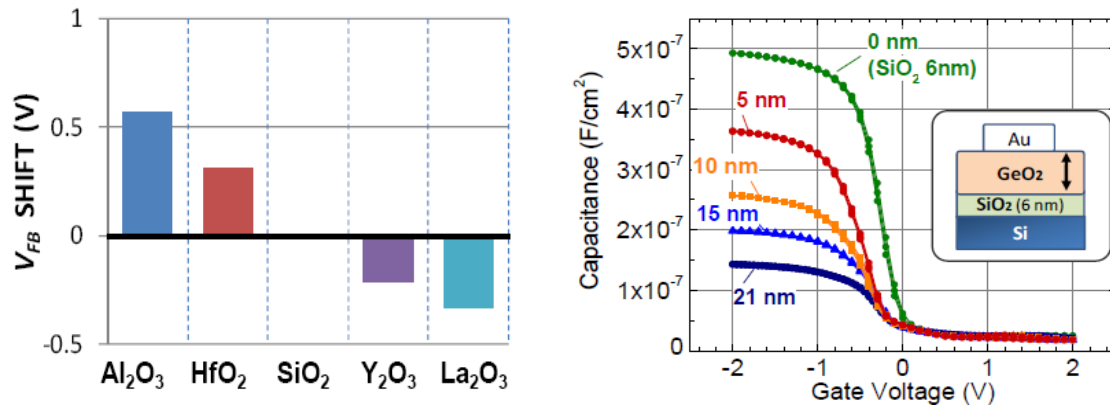 V_FB SHIFT (V)
1
0.5
0
-0.5
Al₂O₃ HfO₂ SiO₂ Y₂O₃ La₂O₃
Capacitance (F/cm²)
5x10⁻⁷
4x10⁻⁷
3x10⁻⁷
2x10⁻⁷
1x10⁻⁷
0
0 nm
(SiO₂ 6nm)
5 nm
10 nm
15 nm
21 nm
Au
GeO₂
SiO₂ (6 nm)
Si
-2 -1 0 1 2
Gate Voltage (V)